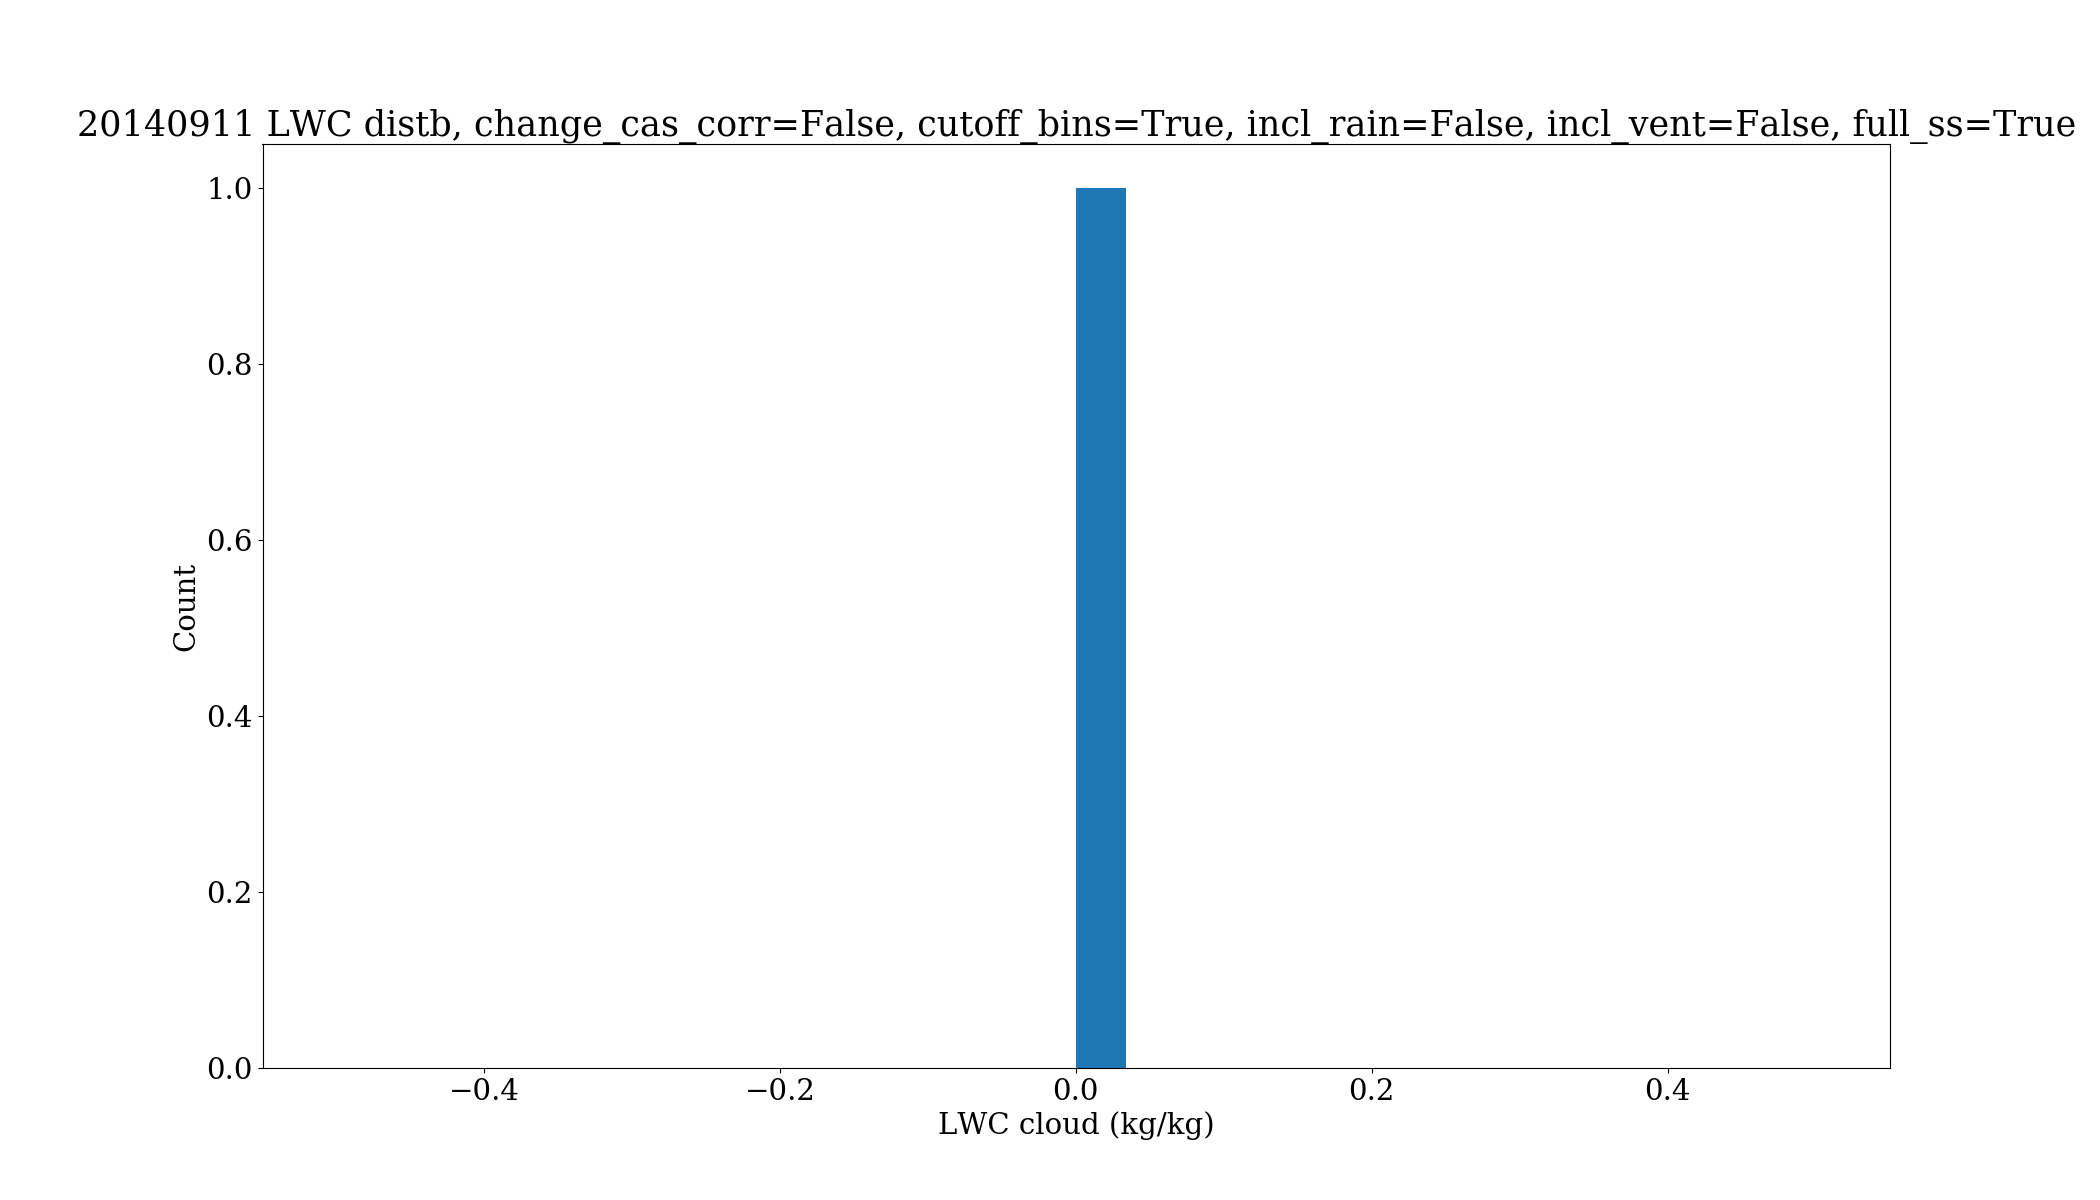 20140911 LWC distb, change_cas_corr=False, cutoff_bins=True, incl_rain=False, incl_vent=False, full_ss=True
1.0
0.8
0.6
0.4
0.2
0.0
Count
−0.4 −0.2 0.0 0.2 0.4
LWC cloud (kg/kg)